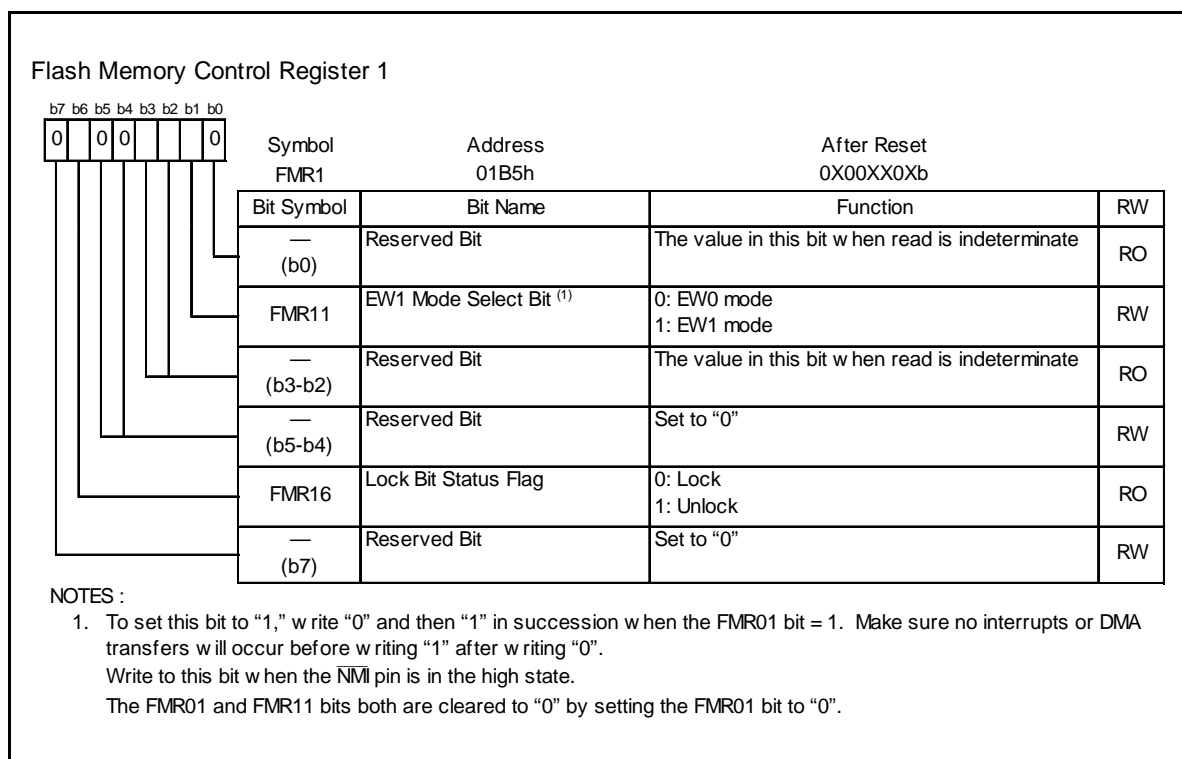 Flash Memory Control Register 1
b7 b6 b5 b4 b3 b2 b1 b0
0 0 0 0
Symbol Address After Reset
FMR1 01B5h 0X00XX0Xb
Bit Symbol Bit Name Function RW
— (b0) Reserved Bit The value in this bit when read is indeterminate RO
FMR11 EW1 Mode Select Bit (1) 0: EW0 mode
1: EW1 mode RW
— (b3-b2) Reserved Bit The value in this bit when read is indeterminate RO
— (b5-b4) Reserved Bit Set to “0” RW
FMR16 Lock Bit Status Flag 0: Lock
1: Unlock RO
— (b7) Reserved Bit Set to “0” RW
NOTES :
1. To set this bit to “1,” write “0” and then “1” in succession when the FMR01 bit = 1. Make sure no interrupts or DMA
transfers will occur before writing “1” after writing “0”.
Write to this bit when the NMI pin is in the high state.
The FMR01 and FMR11 bits both are cleared to “0” by setting the FMR01 bit to “0”.